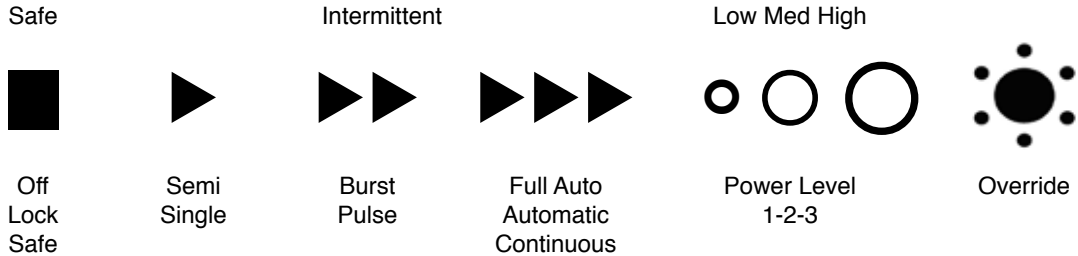 Safe Intermittent Low Med High
Off Semi Burst Full Auto Power Level Override
Lock Single Pulse Automatic 1-2-3
Safe Continuous